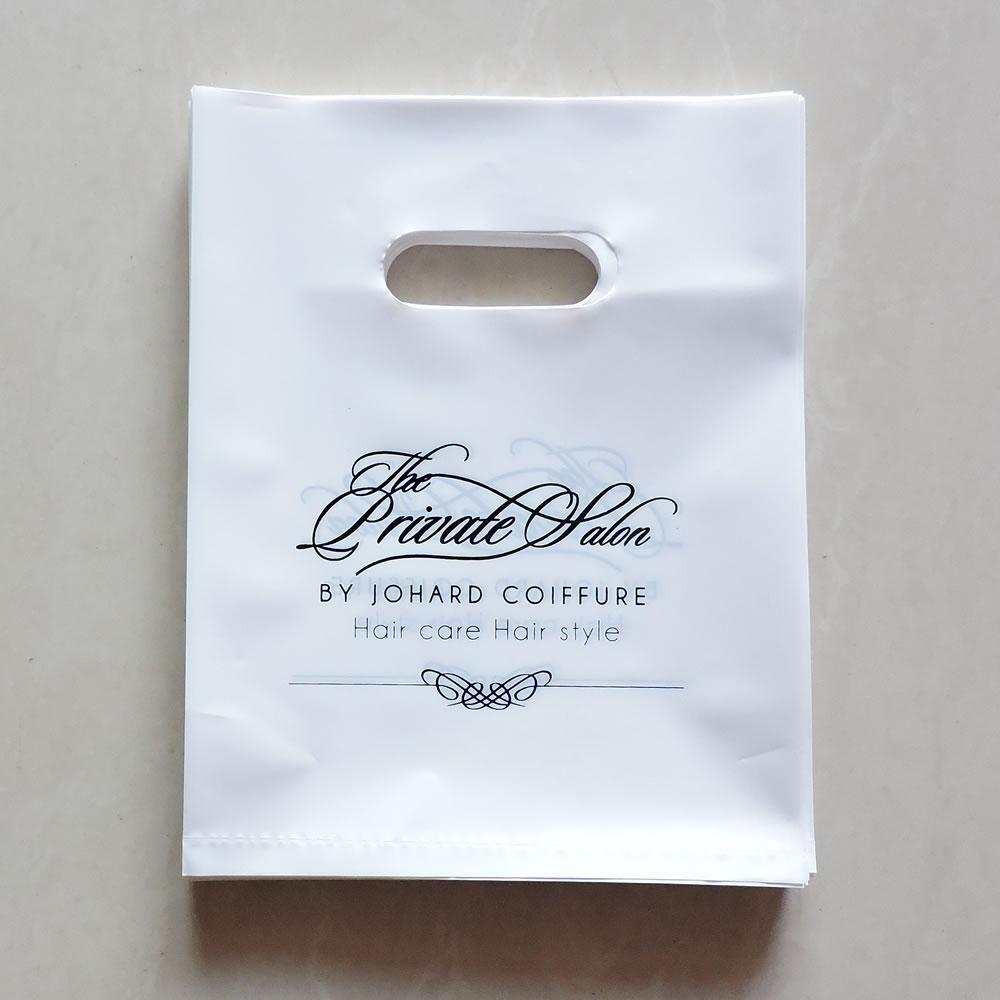 The
Private Salon
BY JOHARD COIFFURE
Hair care Hair style